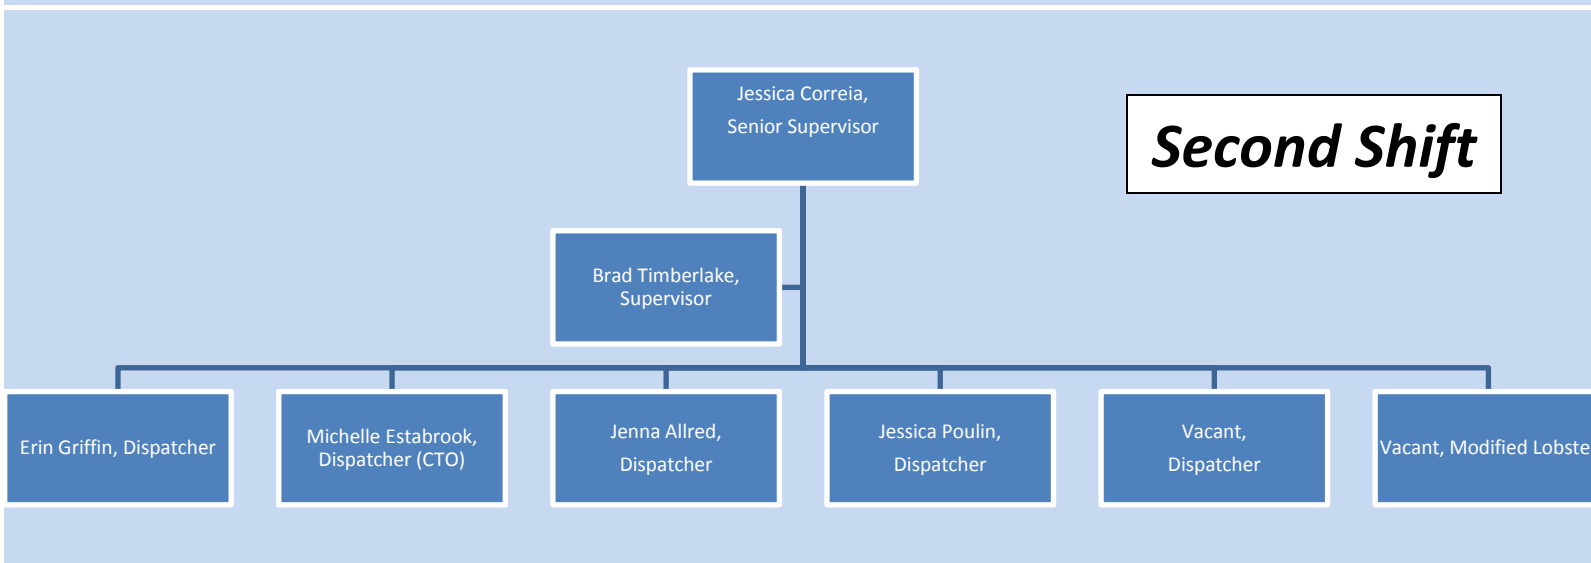 Jessica Correia,
Senior Supervisor
Second Shift
Brad Timberlake,
Supervisor
Erin Griffin, Dispatcher
Michelle Estabrook,
Dispatcher (CTO)
Jenna Allred,
Dispatcher
Jessica Poulin,
Dispatcher
Vacant,
Dispatcher
Vacant, Modified Lobste